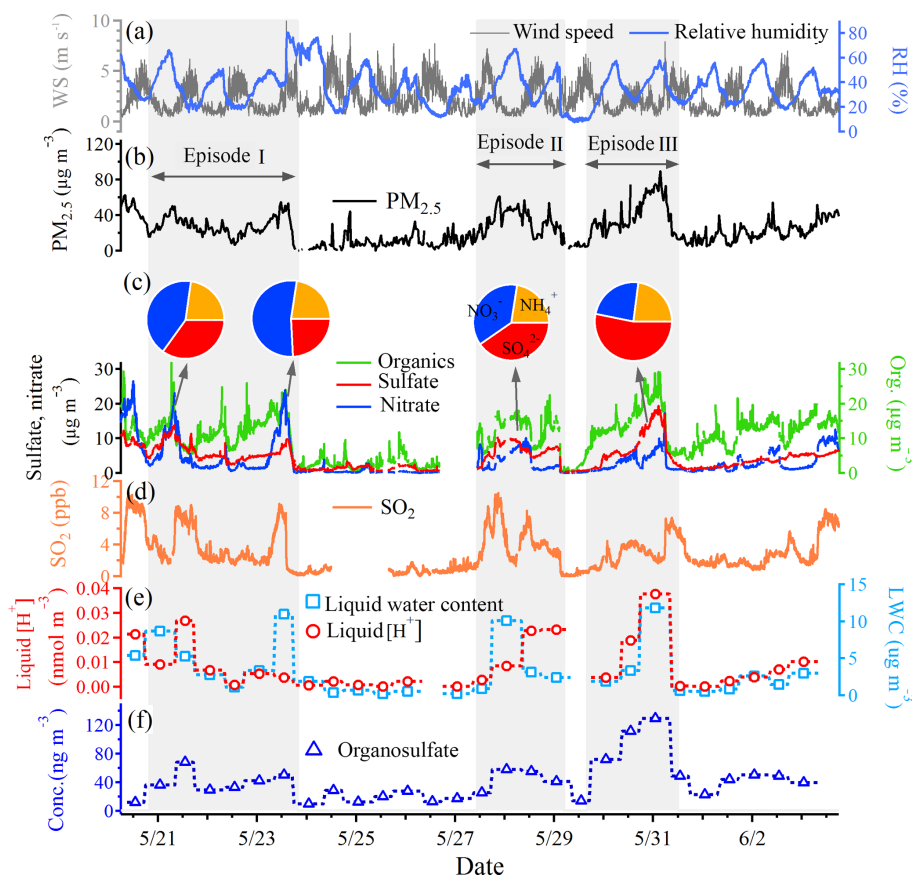 (a)
Wind speed
Relative humidity
WS (m s⁻¹)
10
5
0
RH (%)
80
60
40
20
0
(b)
Episode I
Episode II
Episode III
PM₂.₅ (μg m⁻³)
120
80
40
0
PM₂.₅
(c)
NO₃⁻
NH₄⁺
SO₄²⁻
Organics
Sulfate
Nitrate
Sulfate, nitrate
(μg m⁻³)
30
20
10
0
Org. (μg m⁻³)
30
20
10
0
(d)
SO₂
SO₂ (ppb)
12
8
4
0
(e)
Liquid water content
Liquid [H⁺]
Liquid [H⁺]
(nmol m⁻³)
0.04
0.03
0.02
0.01
0.00
LWC (ug m⁻³)
15
10
5
0
(f)
Organosulfate
Conc.(ng m⁻³)
120
80
40
0
5/21
5/23
5/25
5/27
5/29
5/31
6/2
Date